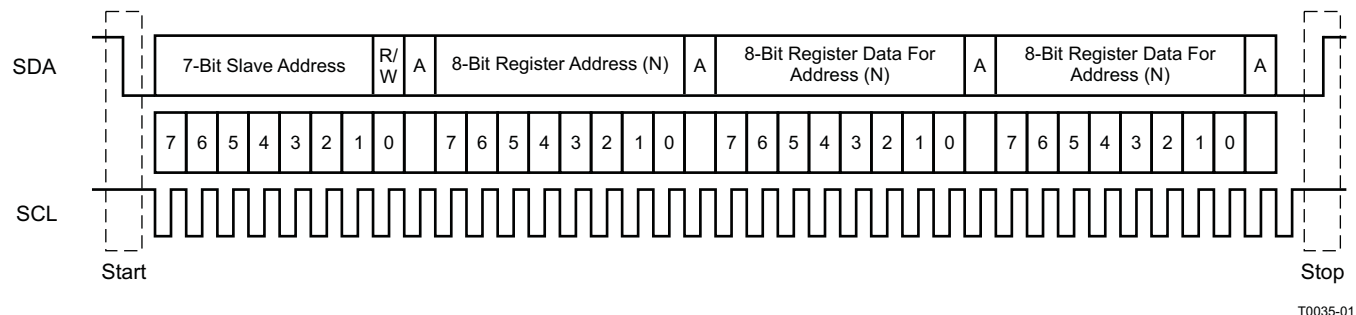 SDA
7-Bit Slave Address
R/
W
A
8-Bit Register Address (N)
A
8-Bit Register Data For
Address (N)
A
8-Bit Register Data For
Address (N)
A
7 6 5 4 3 2 1 0 7 6 5 4 3 2 1 0 7 6 5 4 3 2 1 0 7 6 5 4 3 2 1 0
SCL
Start
Stop
T0035-01